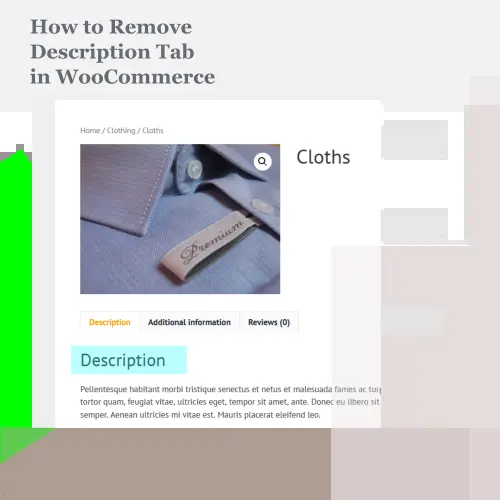 How to Remove
Description Tab
in WooCommerce
Home / Clothing / Cloths
Cloths
Premium
Description Additional information Reviews (0)
Description
Pellentesque habitant morbi tristique senectus et netus et malesuada fames ac
tortor quam, feugiat vitae, ultricies eget, tempor sit amet, ante. Donec eu libero sit
semper. Aenean ultricies mi vitae est. Mauris placerat eleifend leo.